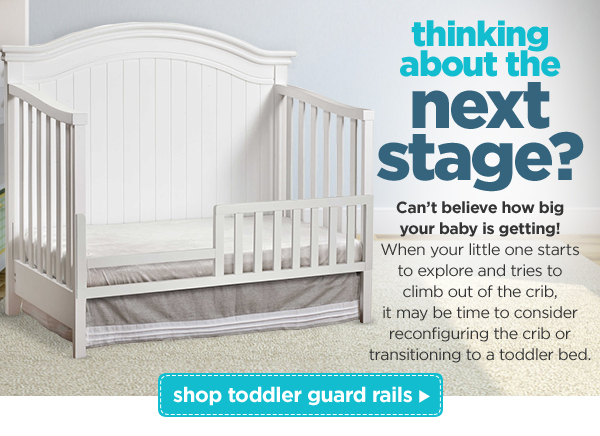 thinking
about the
next
stage?
Can't believe how big
your baby is getting!
When your little one starts
to explore and tries to
climb out of the crib,
it may be time to consider
reconfiguring the crib or
transitioning to a toddler bed.
shop toddler guard rails ▶